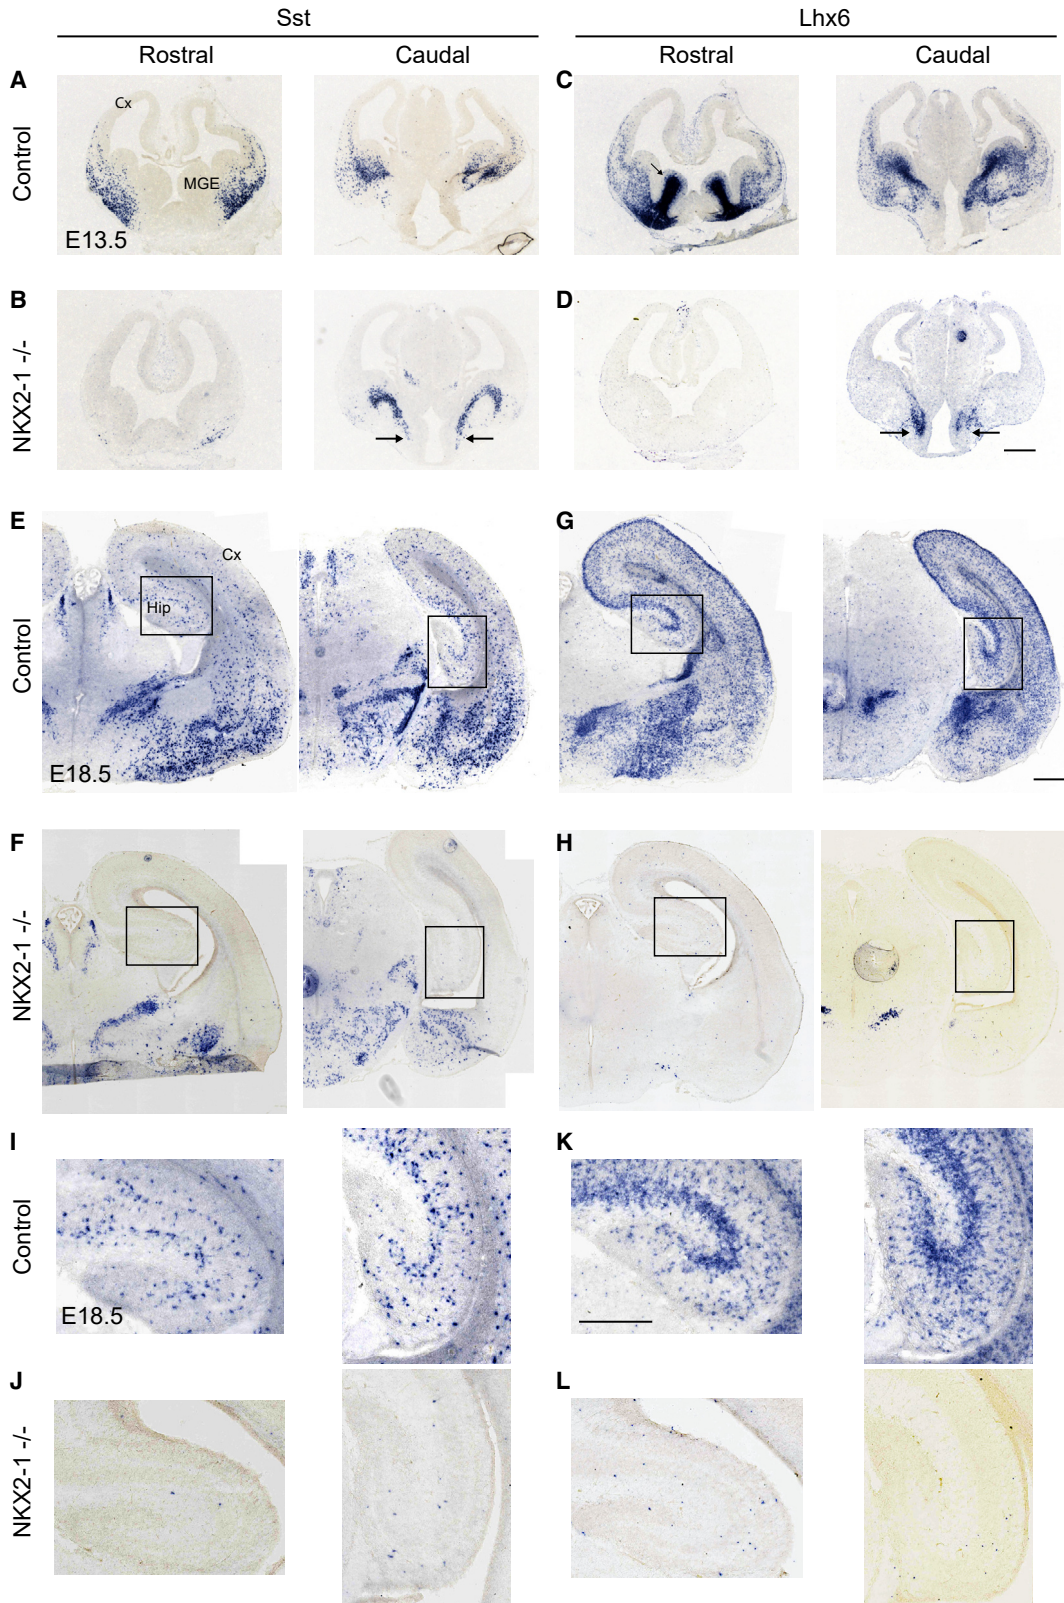 Sst
Lhx6
Rostral
Caudal
Rostral
Caudal
A
C
Control
Cx
MGE
E13.5
B
D
NKX2-1 -/-
E
G
Control
Cx
Hip
E18.5
F
H
NKX2-1 -/-
I
K
Control
E18.5
J
L
NKX2-1 -/-